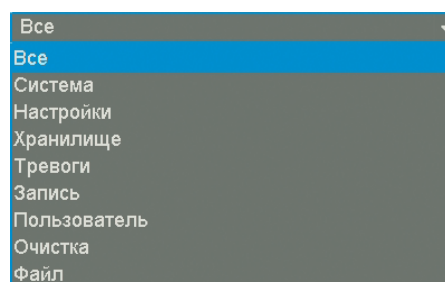 Все
Все
Система
Настройки
Хранилище
Тревоги
Запись
Пользователь
Очистка
Файл